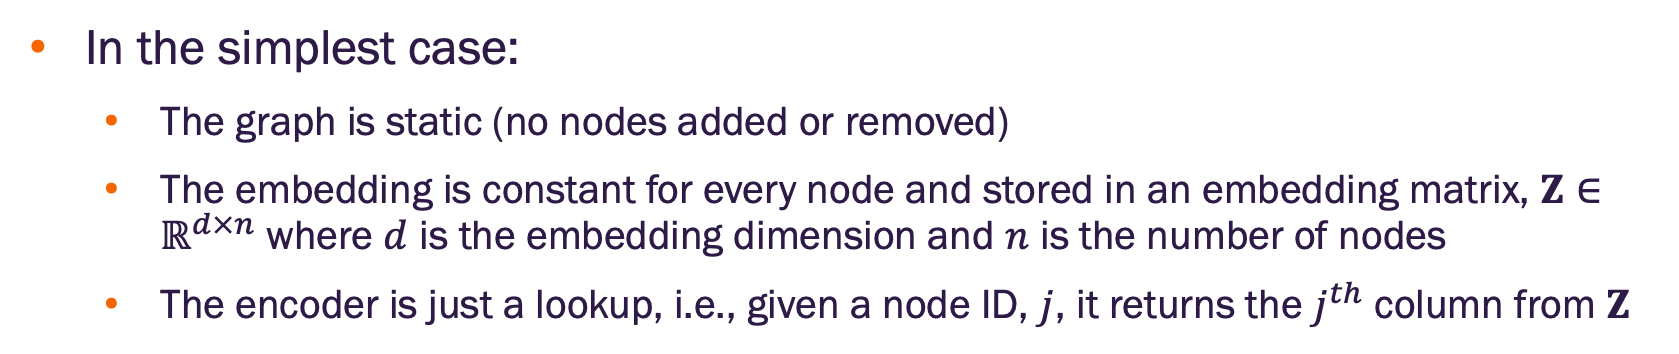 • In the simplest case:
• The graph is static (no nodes added or removed)
• The embedding is constant for every node and stored in an embedding matrix, 𝐙 ∈
ℝ^{d×n} where d is the embedding dimension and n is the number of nodes
• The encoder is just a lookup, i.e., given a node ID, j, it returns the j^{th} column from 𝐙